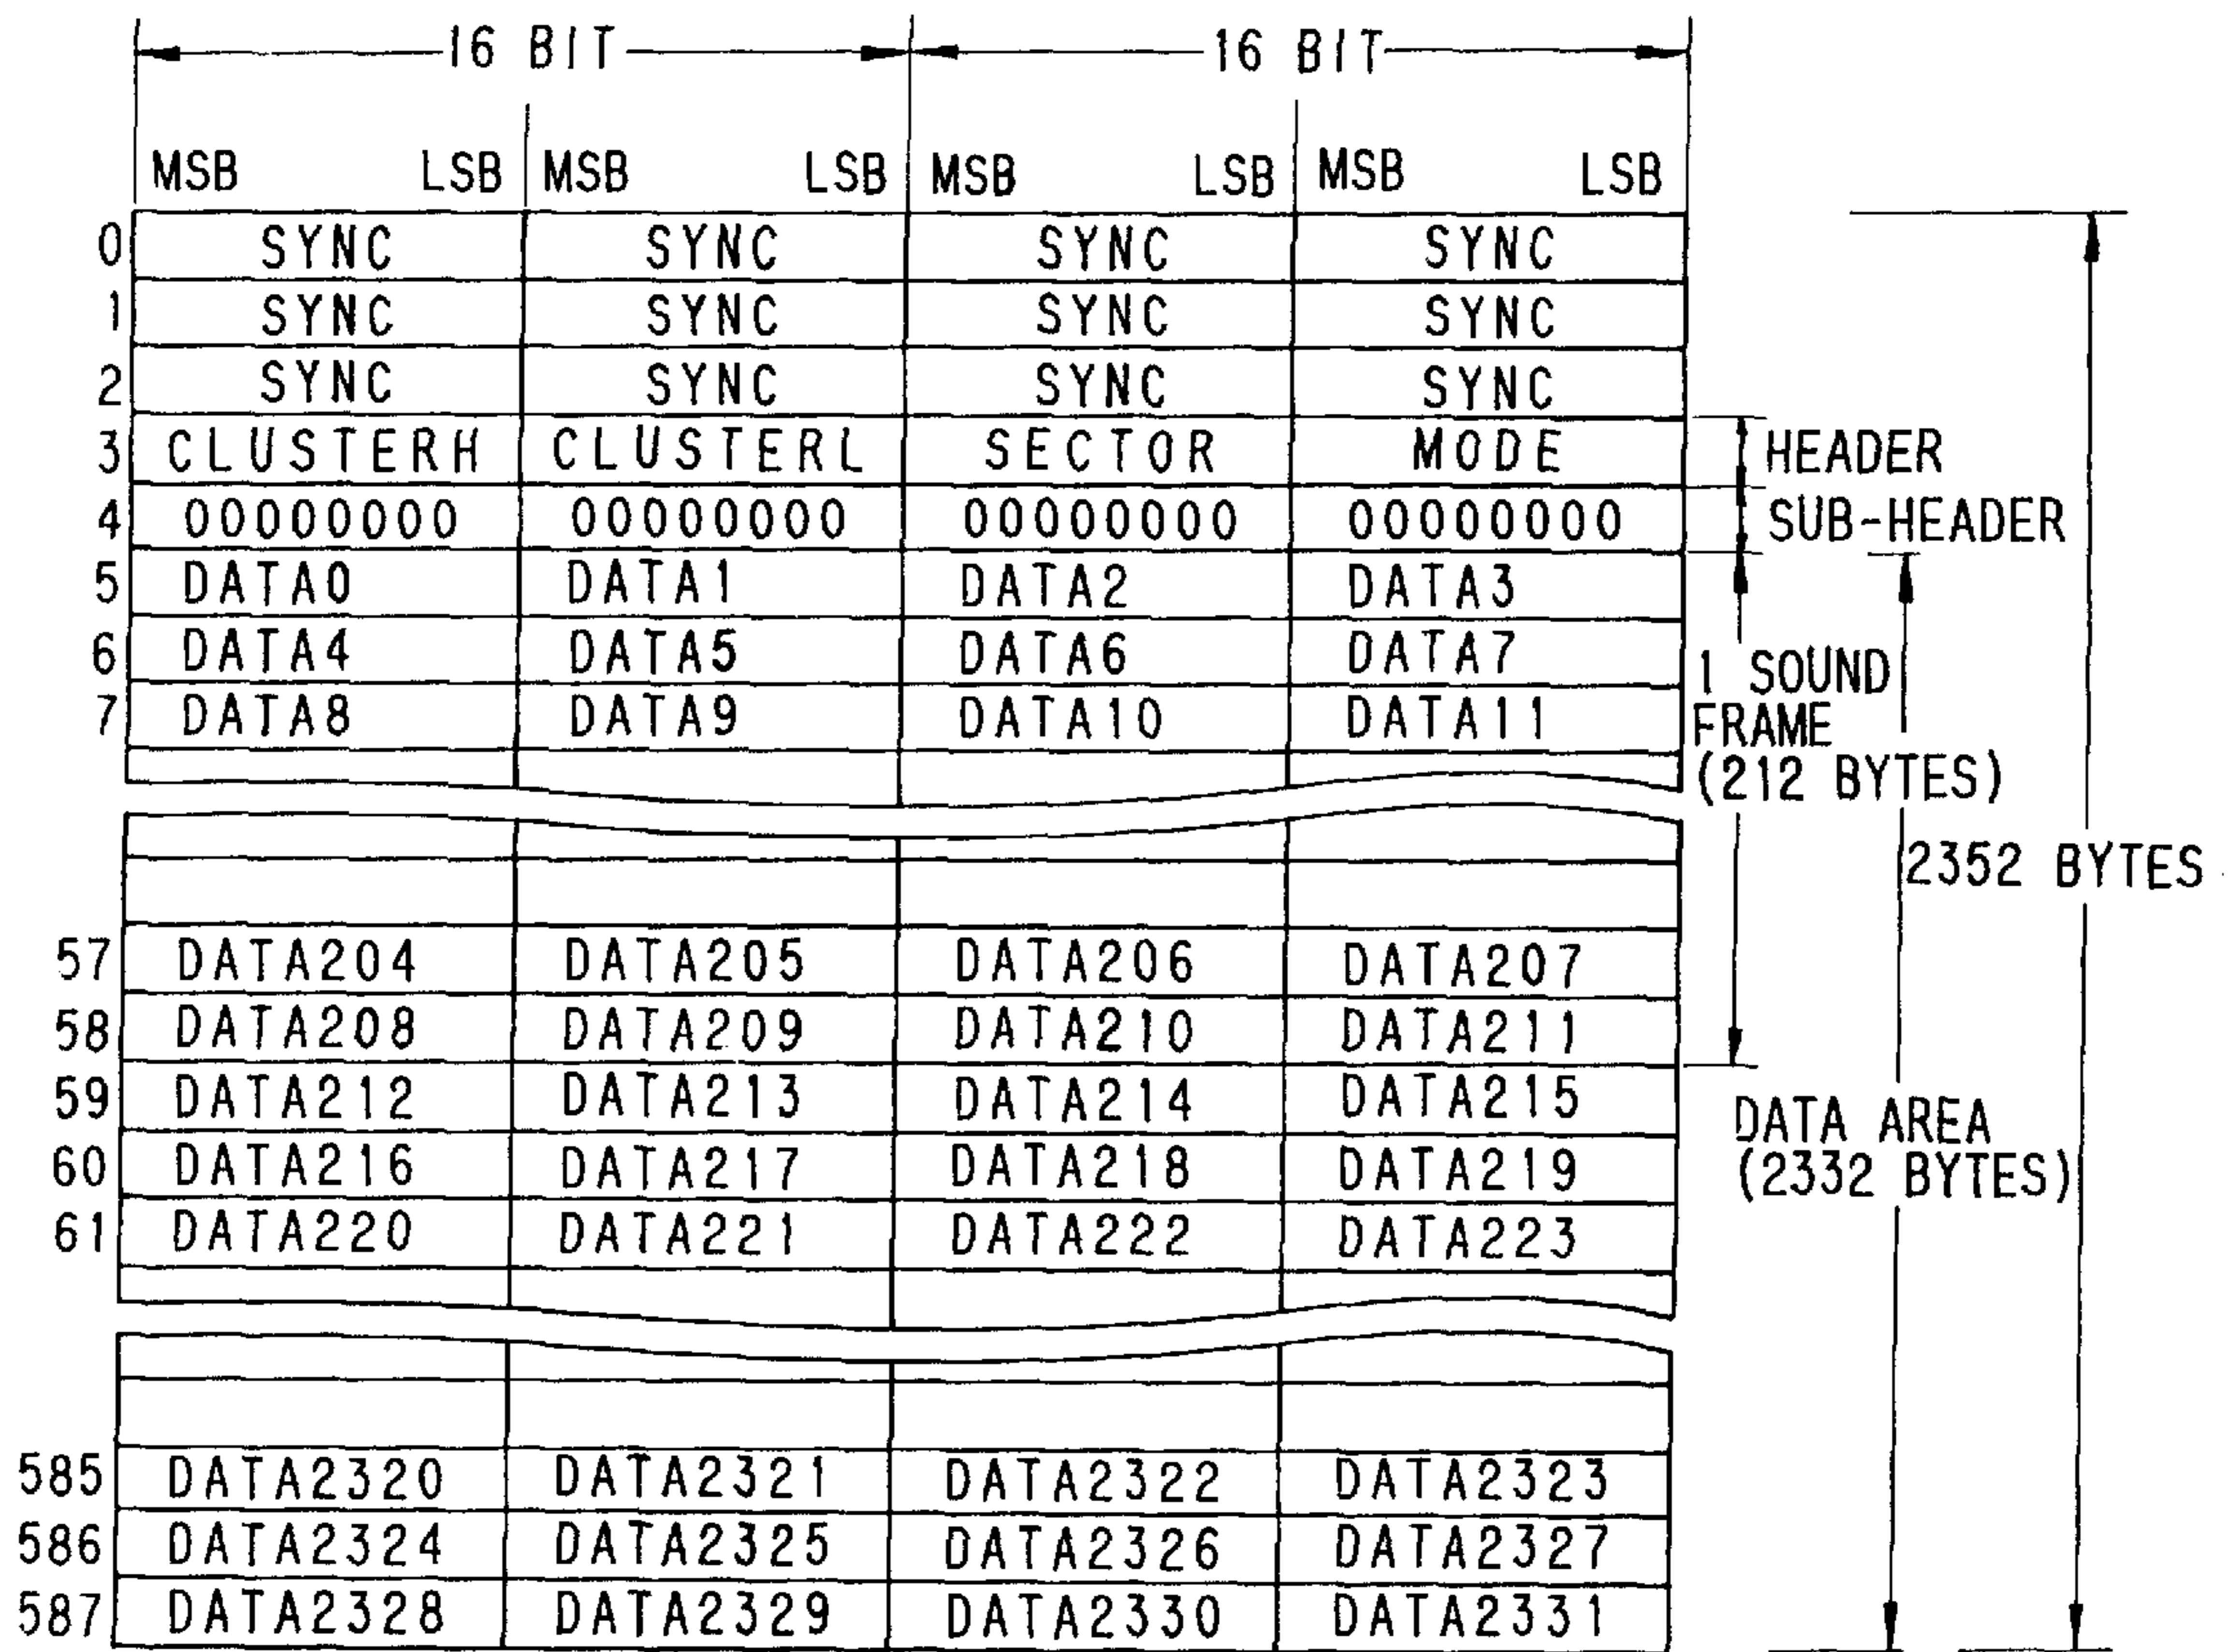 16 BIT 16 BIT
MSB LSB MSB LSB MSB LSB MSB LSB
0 SYNC SYNC SYNC SYNC
1 SYNC SYNC SYNC SYNC
2 SYNC SYNC SYNC SYNC
3 CLUSTERH CLUSTERL SECTOR MODE HEADER
4 00000000 00000000 00000000 00000000 SUB-HEADER
5 DATA0 DATA1 DATA2 DATA3
6 DATA4 DATA5 DATA6 DATA7
7 DATA8 DATA9 DATA10 DATA11
1 SOUND
FRAME
(212 BYTES)
2352 BYTES
57 DATA204 DATA205 DATA206 DATA207
58 DATA208 DATA209 DATA210 DATA211
59 DATA212 DATA213 DATA214 DATA215
60 DATA216 DATA217 DATA218 DATA219
61 DATA220 DATA221 DATA222 DATA223
DATA AREA
(2332 BYTES)
585 DATA2320 DATA2321 DATA2322 DATA2323
586 DATA2324 DATA2325 DATA2326 DATA2327
587 DATA2328 DATA2329 DATA2330 DATA2331